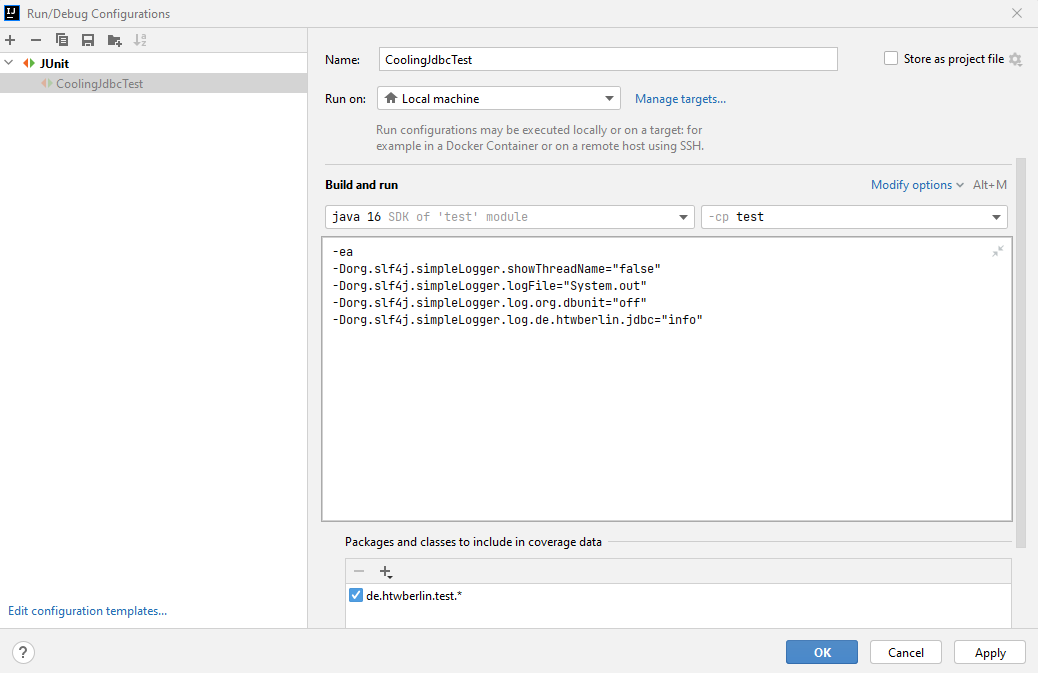 Run/Debug Configurations
JUnit
CoolingJdbcTest
Edit configuration templates...
Name: CoolingJdbcTest Store as project file
Run on: Local machine Manage targets...
Run configurations may be executed locally or on a target: for
example in a Docker Container or on a remote host using SSH.
Build and run Modify options Alt+M
java 16 SDK of 'test' module -cp test
-ea
-Dorg.slf4j.simpleLogger.showThreadName="false"
-Dorg.slf4j.simpleLogger.logFile="System.out"
-Dorg.slf4j.simpleLogger.log.org.dbunit="off"
-Dorg.slf4j.simpleLogger.log.de.htwberlin.jdbc="info"
Packages and classes to include in coverage data
de.htwberlin.test.*
? OK Cancel Apply